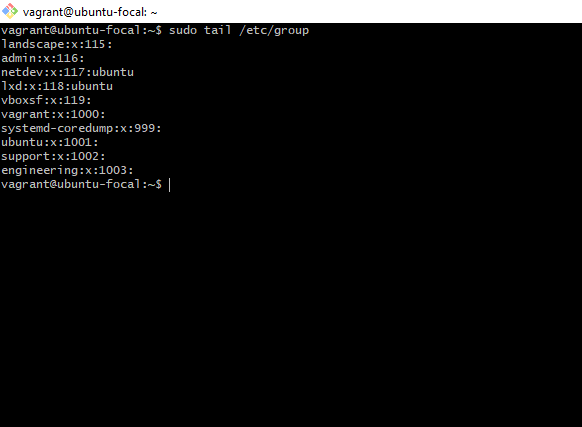 vagrant@ubuntu-focal: ~
vagrant@ubuntu-focal:~$ sudo tail /etc/group
landscape:x:115:
admin:x:116:
netdev:x:117:ubuntu
lxd:x:118:ubuntu
vboxsf:x:119:
vagrant:x:1000:
systemd-coredump:x:999:
ubuntu:x:1001:
support:x:1002:
engineering:x:1003:
vagrant@ubuntu-focal:~$